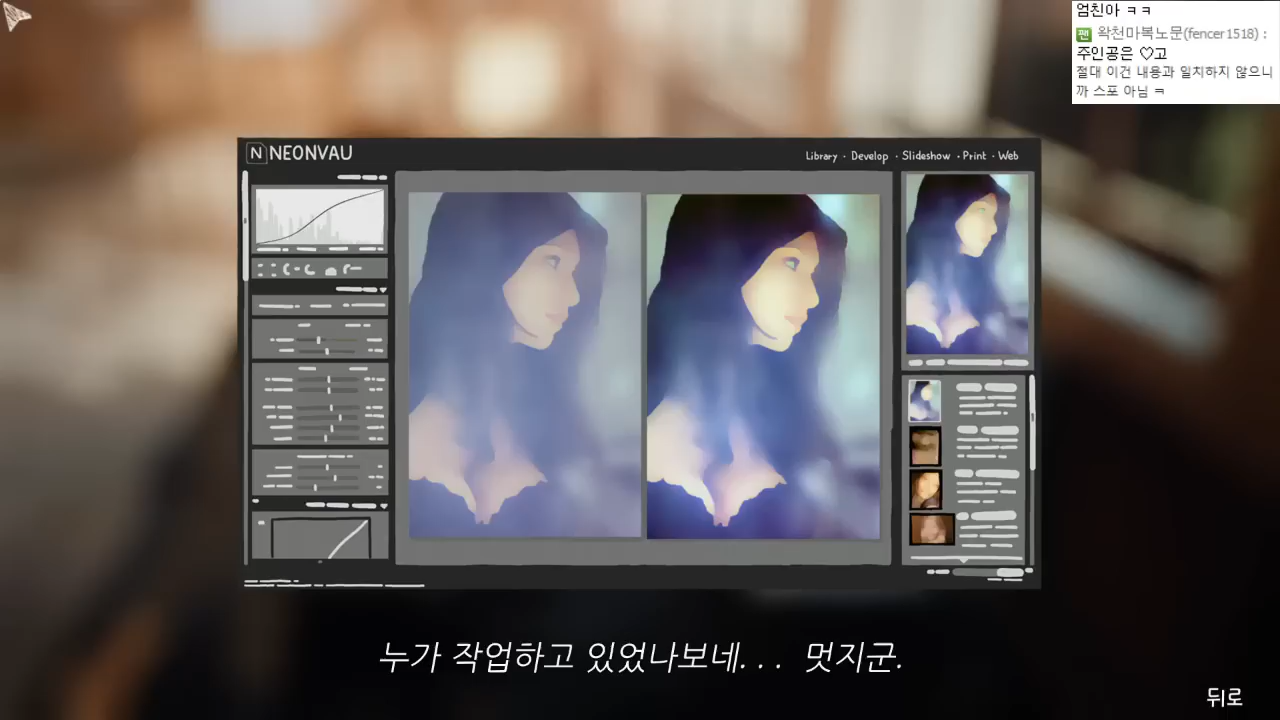 엄친아 ㅋㅋ
팬 왁천마복노문(fencer1518) :
주인공은 ♡고
절대 이건 내용과 일치하지 않으니
까 스포 아님 ㅋ
N NEONVAU
Library · Develop · Slideshow · Print · Web
누가 작업하고 있었나보네... 멋지군.
뒤로